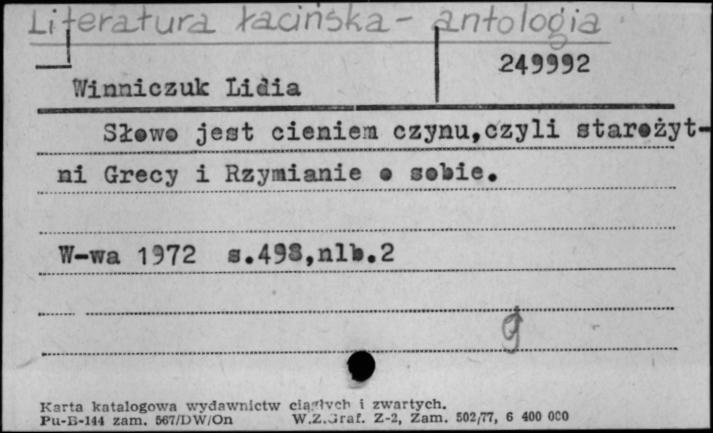 Literatura łacińska - antologia
249992
Winniczuk Lidia
Słowo jest cieniem czynu,czyli starożyt-
ni Grecy i Rzymianie o sobie.
W-wa 1972 s.498,nlb.2
g
Karta katalogowa wydawnictw ciągłych i zwartych.
Pu-B-144 zam. 567/DW/On W.Z.Graf. Z-2, Zam. 502/77, 6 400 000